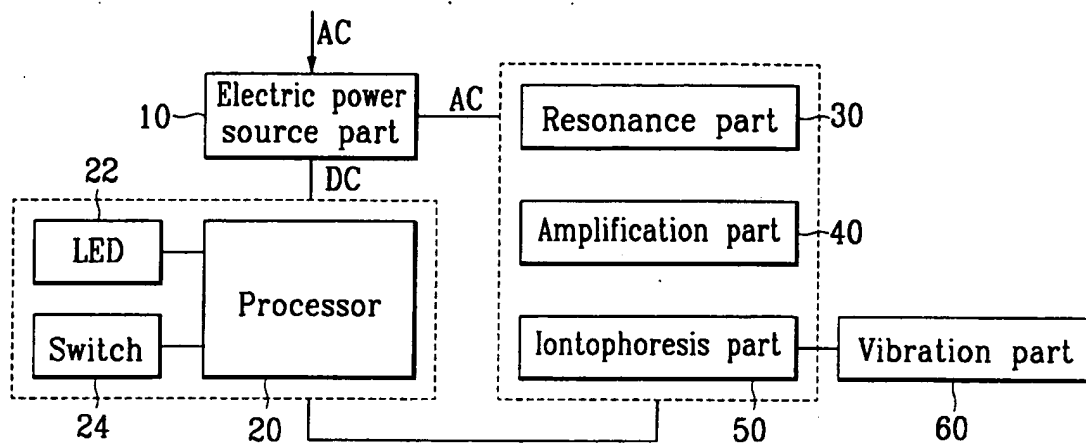 AC
10
Electric power
source part
AC
Resonance part
30
DC
22
LED
Processor
Amplification part
40
Switch
Iontophoresis part
Vibration part
24
20
50
60